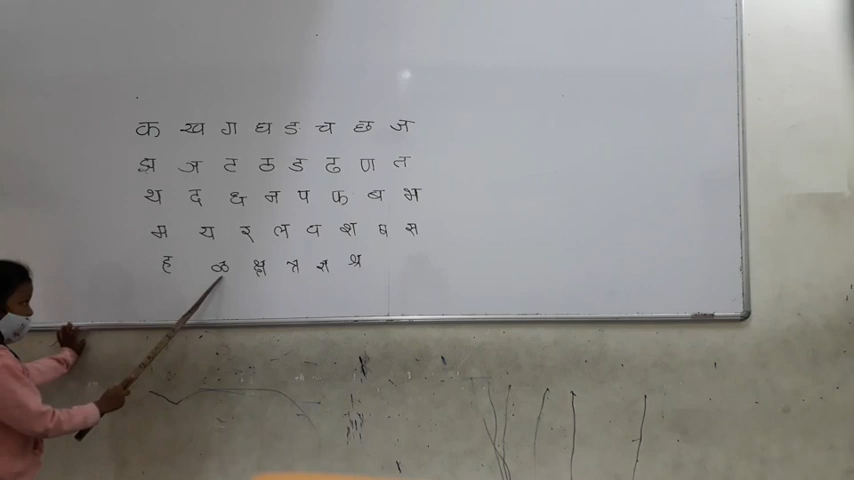 क ख ग घ ङ च छ ज
झ ञ ट ठ ड ढ ण त
थ द ध न प फ ब भ
म य र ल व श ष स
ह ळ क्ष त्र ज्ञ श्र